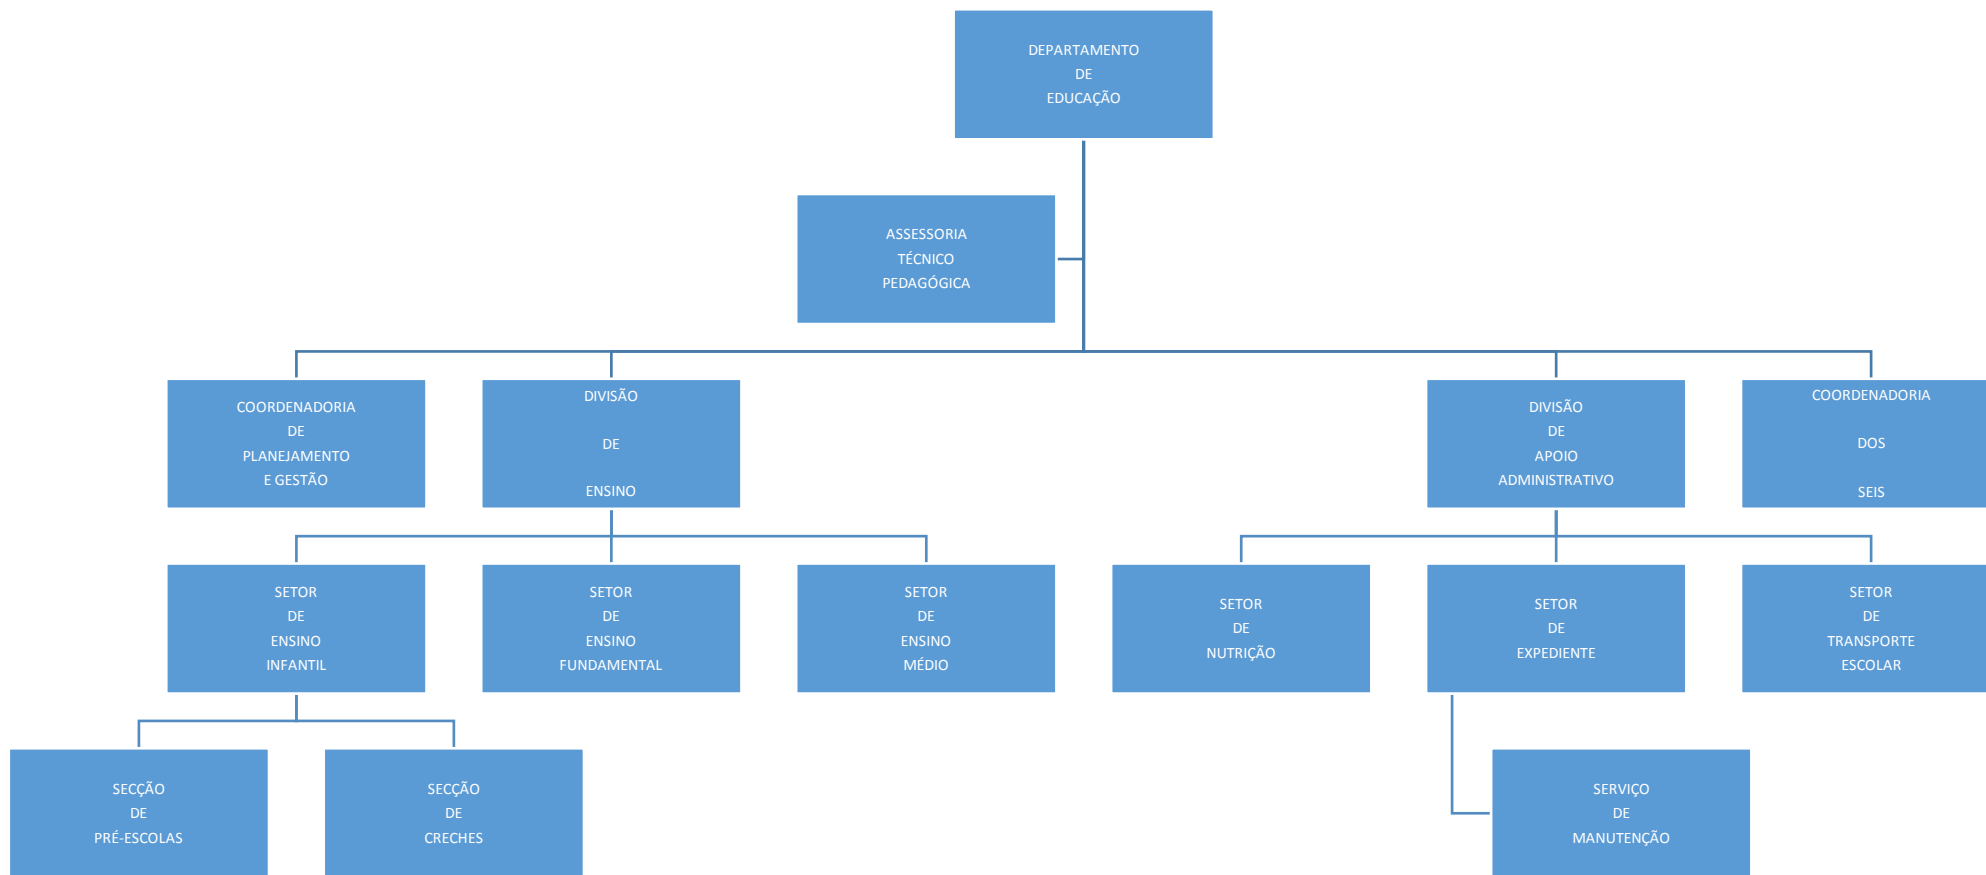 DEPARTAMENTO
DE
EDUCAÇÃO
ASSESSORIA
TÉCNICO
PEDAGÓGICA
COORDENADORIA
DE
PLANEJAMENTO
E GESTÃO
DIVISÃO
DE
ENSINO
DIVISÃO
DE
APOIO
ADMINISTRATIVO
COORDENADORIA
DOS
SEIS
SETOR
DE
ENSINO
INFANTIL
SETOR
DE
ENSINO
FUNDAMENTAL
SETOR
DE
ENSINO
MÉDIO
SETOR
DE
NUTRIÇÃO
SETOR
DE
EXPEDIENTE
SETOR
DE
TRANSPORTE
ESCOLAR
SECÇÃO
DE
PRÉ-ESCOLAS
SECÇÃO
DE
CRECHES
SERVIÇO
DE
MANUTENÇÃO